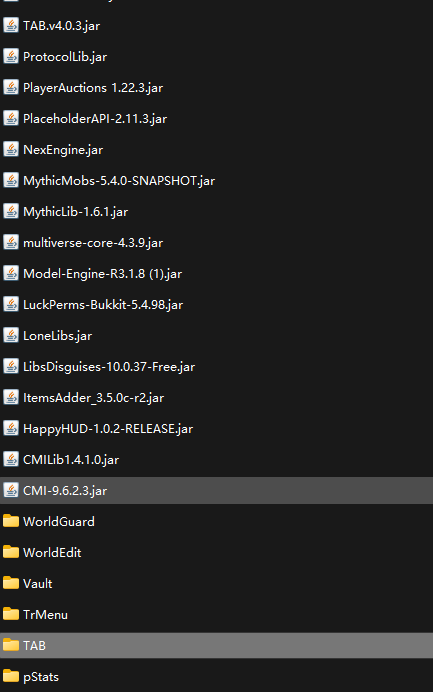 TAB.v4.0.3.jar
ProtocolLib.jar
PlayerAuctions 1.22.3.jar
PlaceholderAPI-2.11.3.jar
NexEngine.jar
MythicMobs-5.4.0-SNAPSHOT.jar
MythicLib-1.6.1.jar
multiverse-core-4.3.9.jar
Model-Engine-R3.1.8 (1).jar
LuckPerms-Bukkit-5.4.98.jar
LoneLibs.jar
LibsDisguises-10.0.37-Free.jar
ItemsAdder_3.5.0c-r2.jar
HappyHUD-1.0.2-RELEASE.jar
CMILib1.4.1.0.jar
CMI-9.6.2.3.jar
WorldGuard
WorldEdit
Vault
TrMenu
TAB
pStats